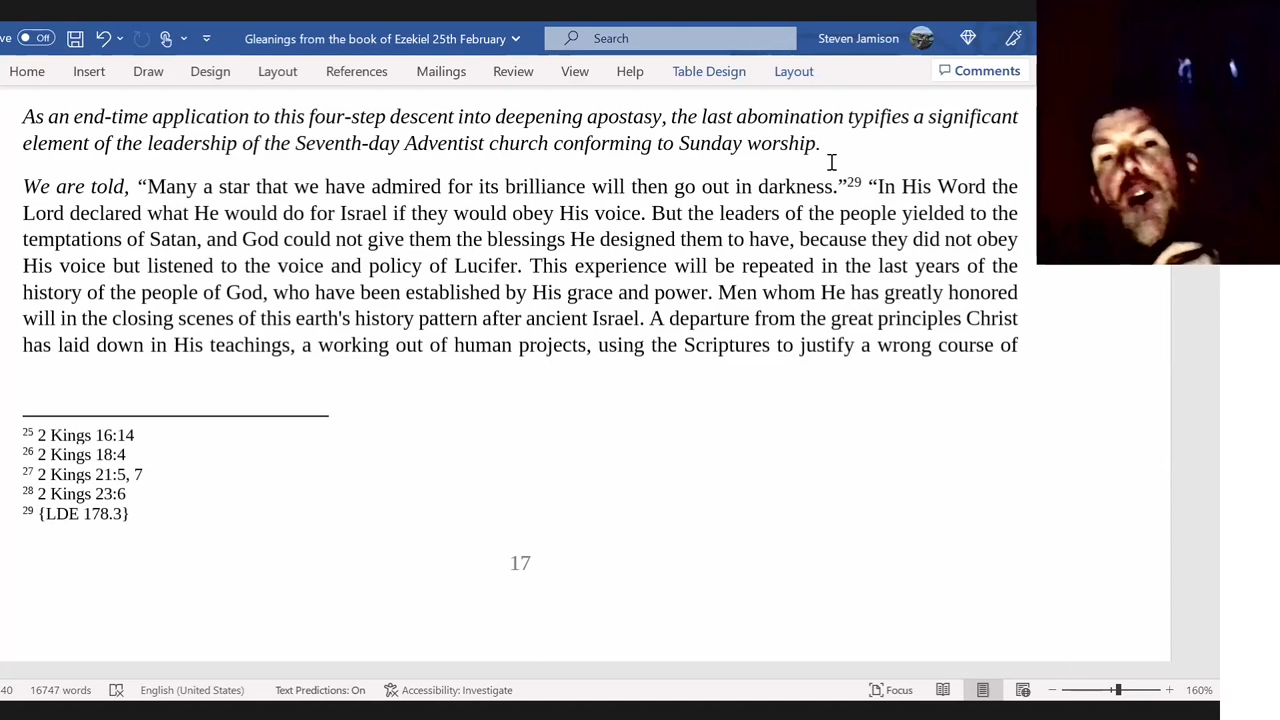 ve Off Gleanings from the book of Ezekiel 25th February Search Steven Jamison
Home Insert Draw Design Layout References Mailings Review View Help Table Design Layout Comments
As an end-time application to this four-step descent into deepening apostasy, the last abomination typifies a significant
element of the leadership of the Seventh-day Adventist church conforming to Sunday worship.
We are told, “Many a star that we have admired for its brilliance will then go out in darkness.”29 “In His Word the
Lord declared what He would do for Israel if they would obey His voice. But the leaders of the people yielded to the
temptations of Satan, and God could not give them the blessings He designed them to have, because they did not obey
His voice but listened to the voice and policy of Lucifer. This experience will be repeated in the last years of the
history of the people of God, who have been established by His grace and power. Men whom He has greatly honored
will in the closing scenes of this earth's history pattern after ancient Israel. A departure from the great principles Christ
has laid down in His teachings, a working out of human projects, using the Scriptures to justify a wrong course of
25 2 Kings 16:14
26 2 Kings 18:4
27 2 Kings 21:5, 7
28 2 Kings 23:6
29 {LDE 178.3}
17
40 16747 words English (United States) Text Predictions: On Accessibility: Investigate Focus 160%